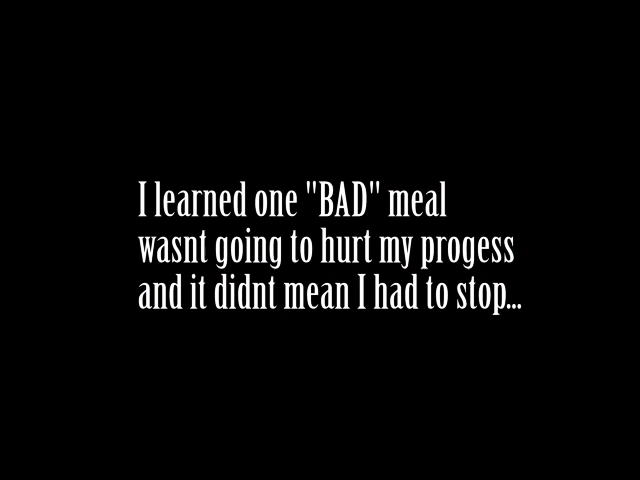 I learned one "BAD" meal
wasnt going to hurt my progess
and it didnt mean I had to stop...